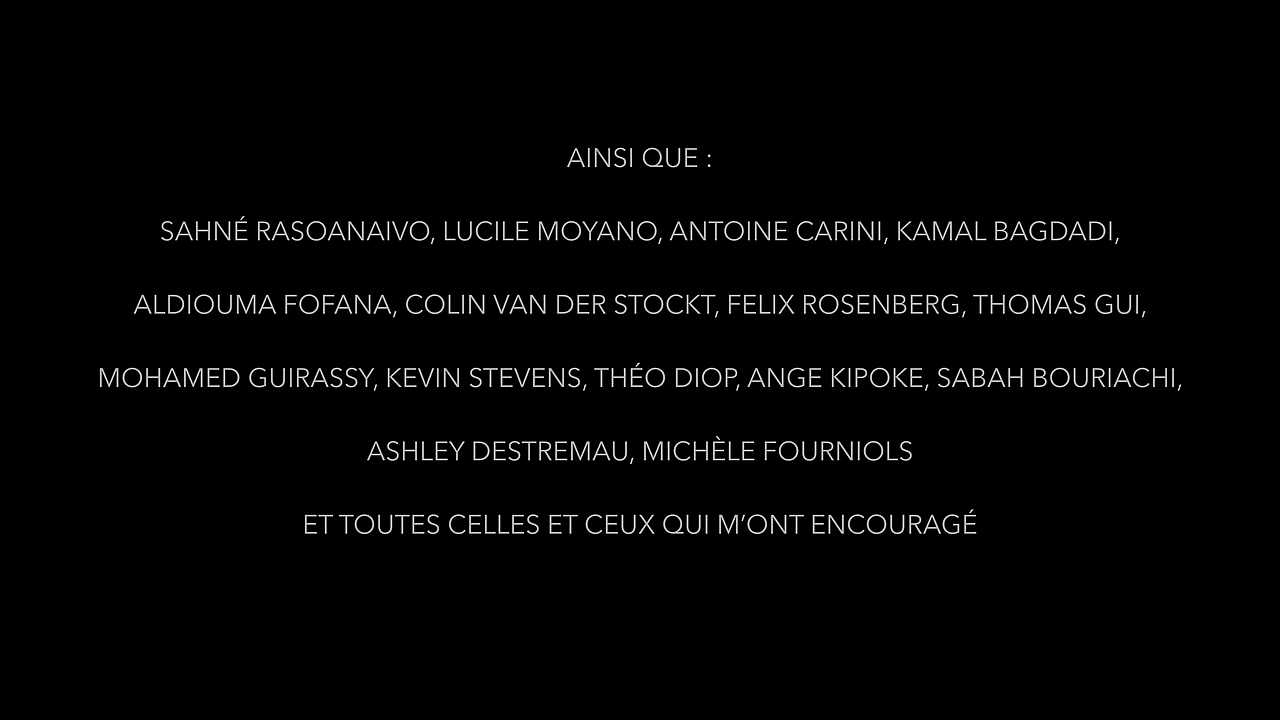 AINSI QUE :
SAHNÉ RASOANAIVO, LUCILE MOYANO, ANTOINE CARINI, KAMAL BAGDADI,
ALDIOUMA FOFANA, COLIN VAN DER STOCKT, FELIX ROSENBERG, THOMAS GUI,
MOHAMED GUIRASSY, KEVIN STEVENS, THÉO DIOP, ANGE KIPOKE, SABAH BOURIACHI,
ASHLEY DESTREMAU, MICHÈLE FOURNIOLS
ET TOUTES CELLES ET CEUX QUI M’ONT ENCOURAGÉ